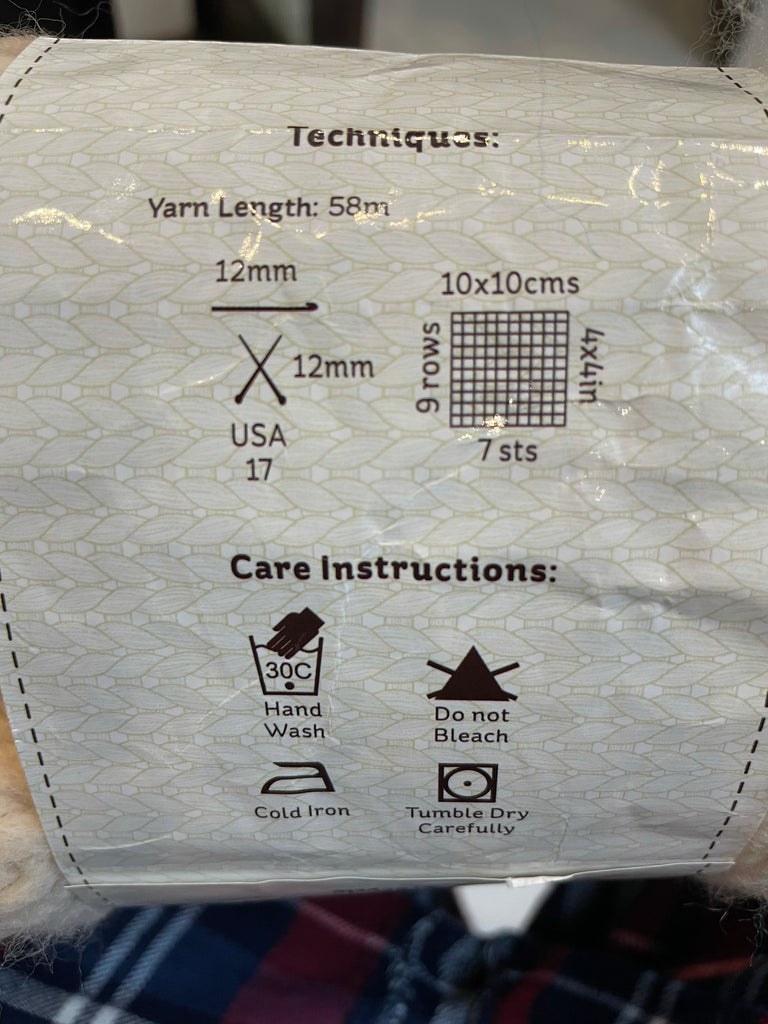 Techniques:
Yarn Length: 58m
12mm
12mm
USA
17
10x10cms
9 rows
4x4in
7 sts
Care Instructions:
30C
Hand
Wash
Do not
Bleach
Cold Iron
Tumble Dry
Carefully